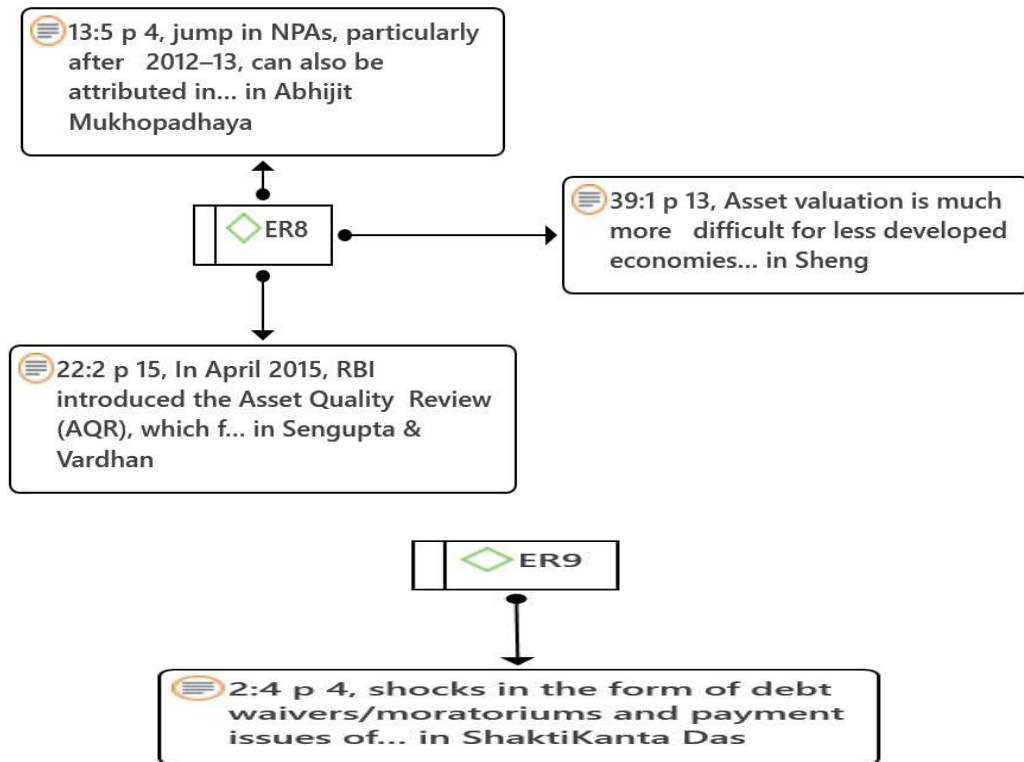 13:5 p 4, jump in NPAs, particularly
after 2012–13, can also be
attributed in... in Abhijit
Mukhopadhaya
ER8
39:1 p 13, Asset valuation is much
more difficult for less developed
economies... in Sheng
22:2 p 15, In April 2015, RBI
introduced the Asset Quality Review
(AQR), which f... in Sengupta &
Vardhan
ER9
2:4 p 4, shocks in the form of debt
waivers/moratoriums and payment
issues of... in ShaktiKanta Das